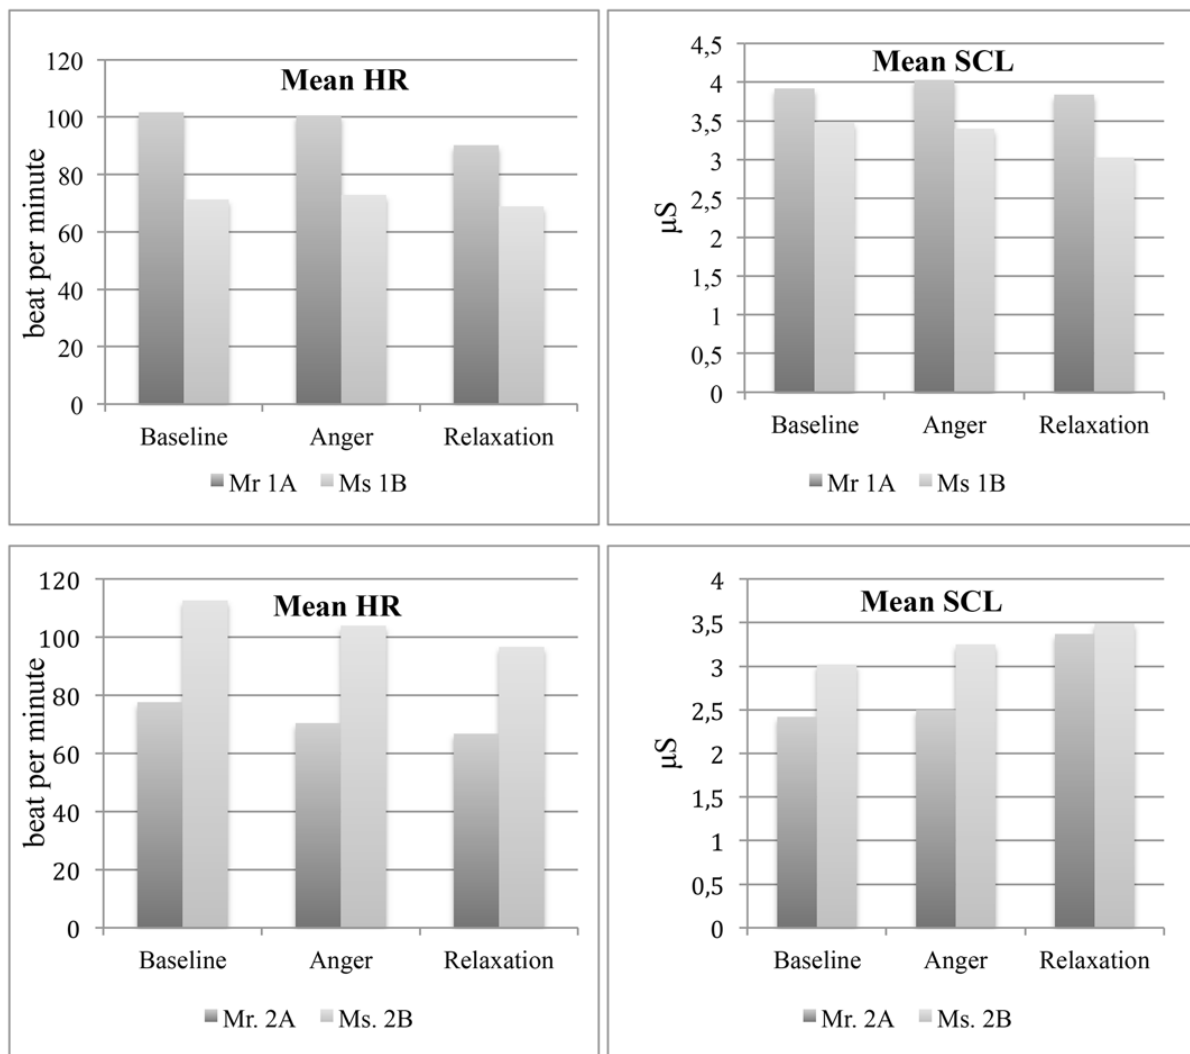 Mean HR
120
100
80
60
40
20
0
beat per minute
Baseline Anger Relaxation
Mr 1A Ms 1B
Mean SCL
4,5
4
3,5
3
2,5
2
1,5
1
0,5
0
µS
Baseline Anger Relaxation
Mr 1A Ms 1B
Mean HR
120
100
80
60
40
20
0
beat per minute
Baseline Anger Relaxation
Mr. 2A Ms. 2B
Mean SCL
4
3,5
3
2,5
2
1,5
1
0,5
0
µS
Baseline Anger Relaxation
Mr. 2A Ms. 2B